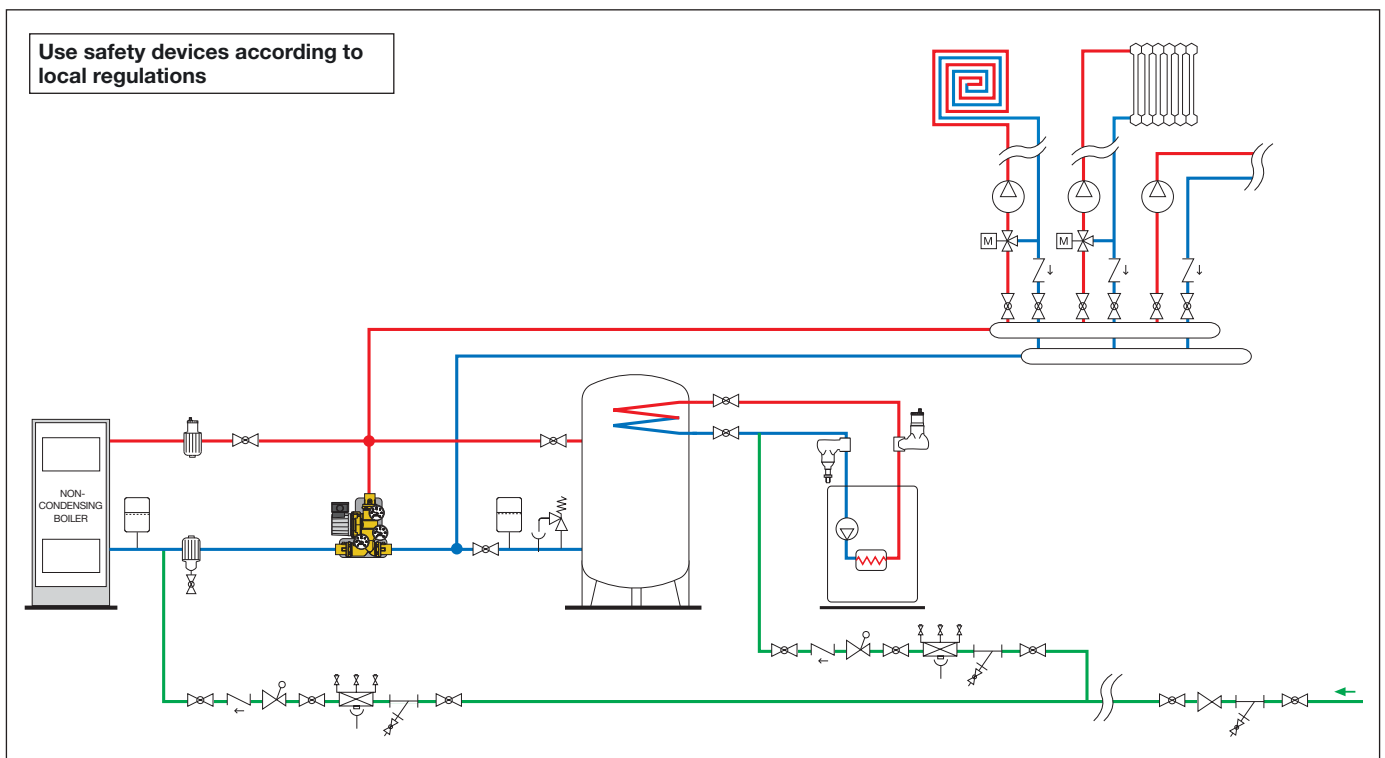 Use safety devices according to
local regulations
M
M
NON-
CONDENSING
BOILER